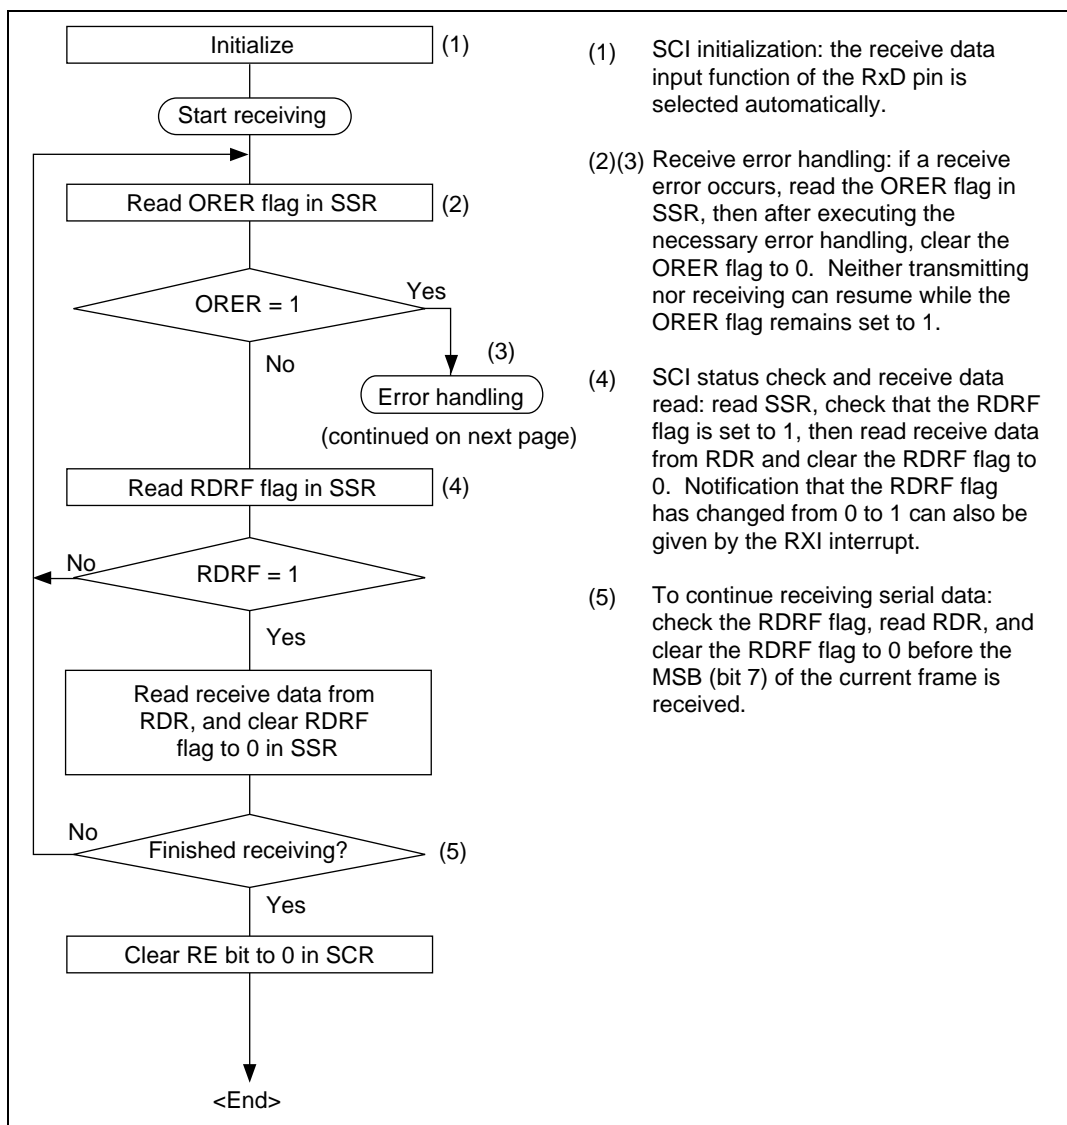 Initialize
(1)
Start receiving
Read ORER flag in SSR
(2)
ORER = 1
Yes
No
(3)
Error handling
(continued on next page)
Read RDRF flag in SSR
(4)
No
RDRF = 1
Yes
Read receive data from
RDR, and clear RDRF
flag to 0 in SSR
No
Finished receiving?
(5)
Yes
Clear RE bit to 0 in SCR
<End>
(1) SCI initialization: the receive data
input function of the RxD pin is
selected automatically.
(2)(3) Receive error handling: if a receive
error occurs, read the ORER flag in
SSR, then after executing the
necessary error handling, clear the
ORER flag to 0. Neither transmitting
nor receiving can resume while the
ORER flag remains set to 1.
(4) SCI status check and receive data
read: read SSR, check that the RDRF
flag is set to 1, then read receive data
from RDR and clear the RDRF flag to
0. Notification that the RDRF flag
has changed from 0 to 1 can also be
given by the RXI interrupt.
(5) To continue receiving serial data:
check the RDRF flag, read RDR, and
clear the RDRF flag to 0 before the
MSB (bit 7) of the current frame is
received.